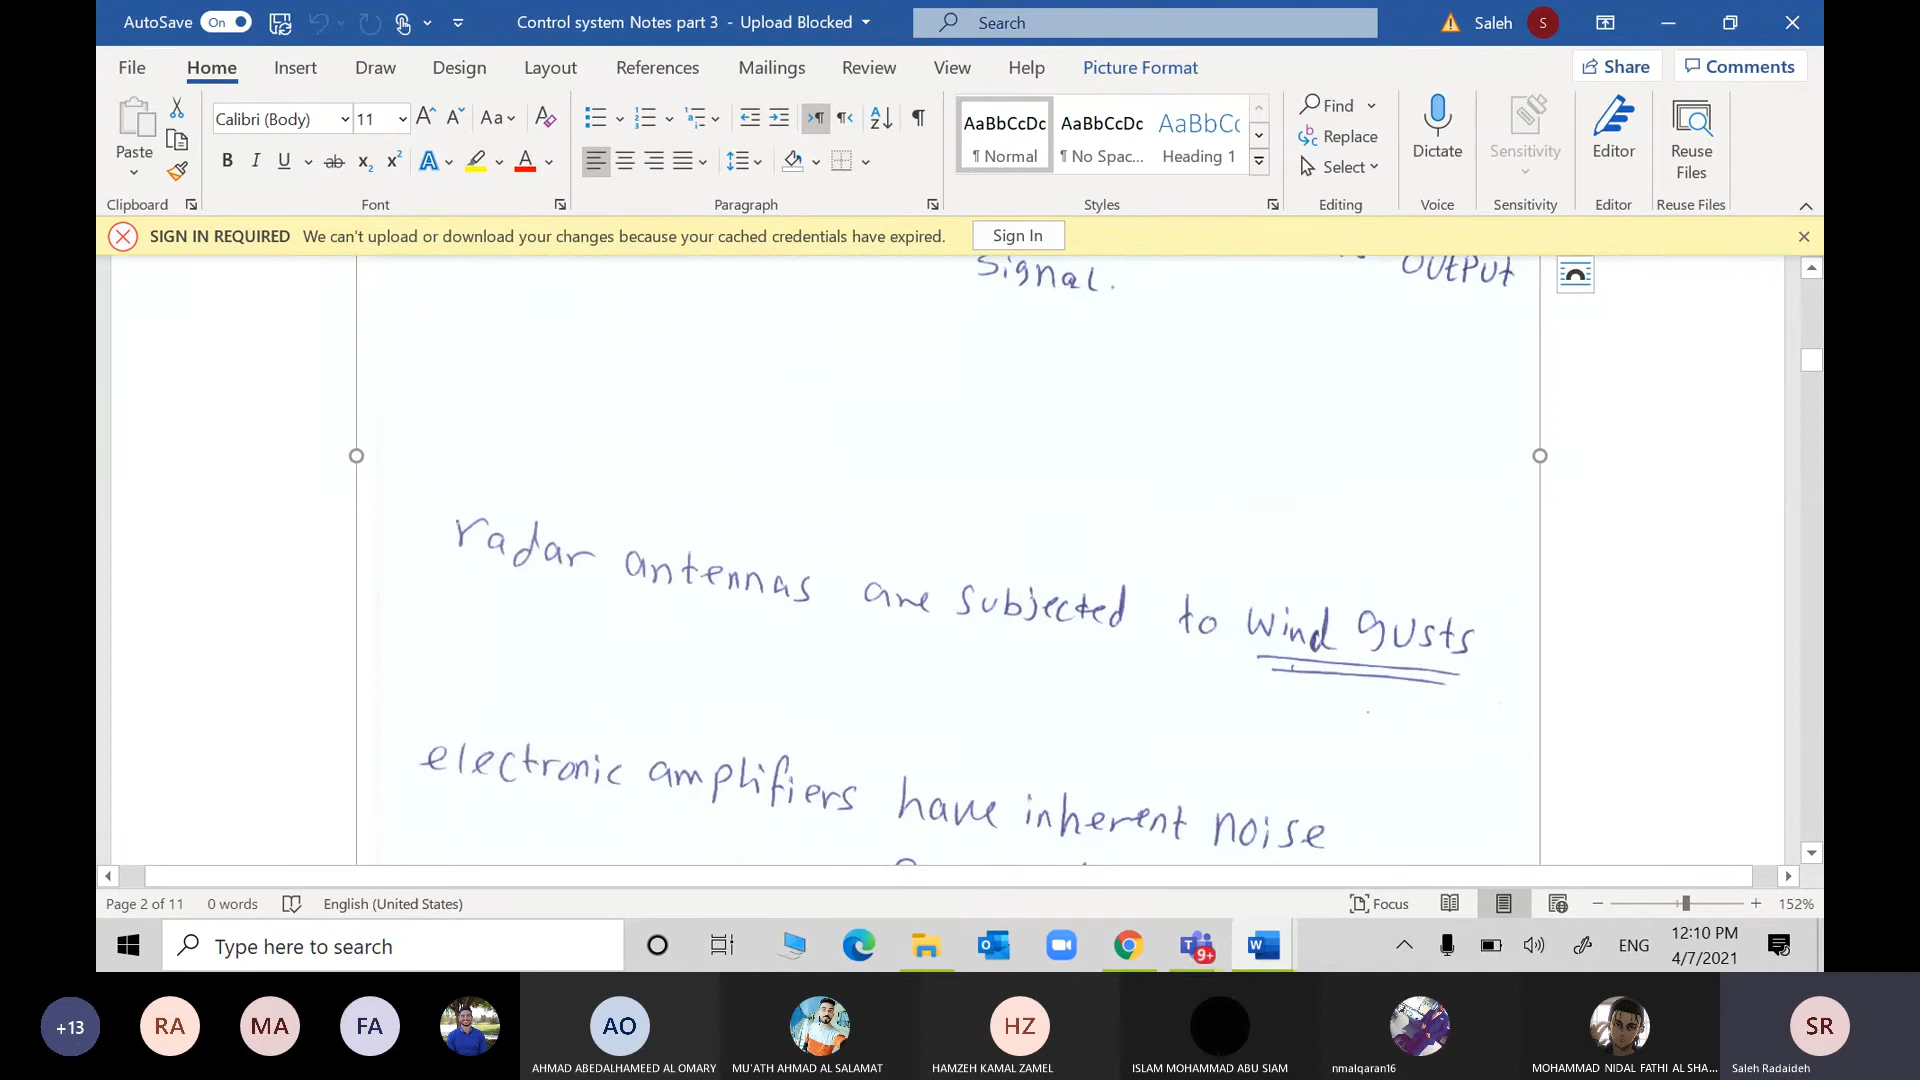 AutoSave On Control system Notes part 3 - Upload Blocked Search Saleh S
File Home Insert Draw Design Layout References Mailings Review View Help Picture Format Share Comments
Paste Calibri (Body) 11 Aa AaBbCcDc AaBbCcDc AaBbCc Find Replace Select Dictate Sensitivity Editor Reuse Files
¶ Normal ¶ No Spac... Heading 1
Clipboard Font Paragraph Styles Editing Voice Sensitivity Editor Reuse Files
SIGN IN REQUIRED We can't upload or download your changes because your cached credentials have expired. Sign In
Signal. OUTPUT
radar antennas are subjected to wind gusts
electronic amplifiers have inherent noise
Page 2 of 11 0 words English (United States) Focus 152%
Type here to search 9+ ENG 12:10 PM
4/7/2021
+13 RA MA FA AO HZ SR
AHMAD ABEDALHAMEED AL OMARY MU'ATH AHMAD AL SALAMAT HAMZEH KAMAL ZAMEL ISLAM MOHAMMAD ABU SIAM nmalqaran16 MOHAMMAD NIDAL FATHI AL SHA... Saleh Radaideh